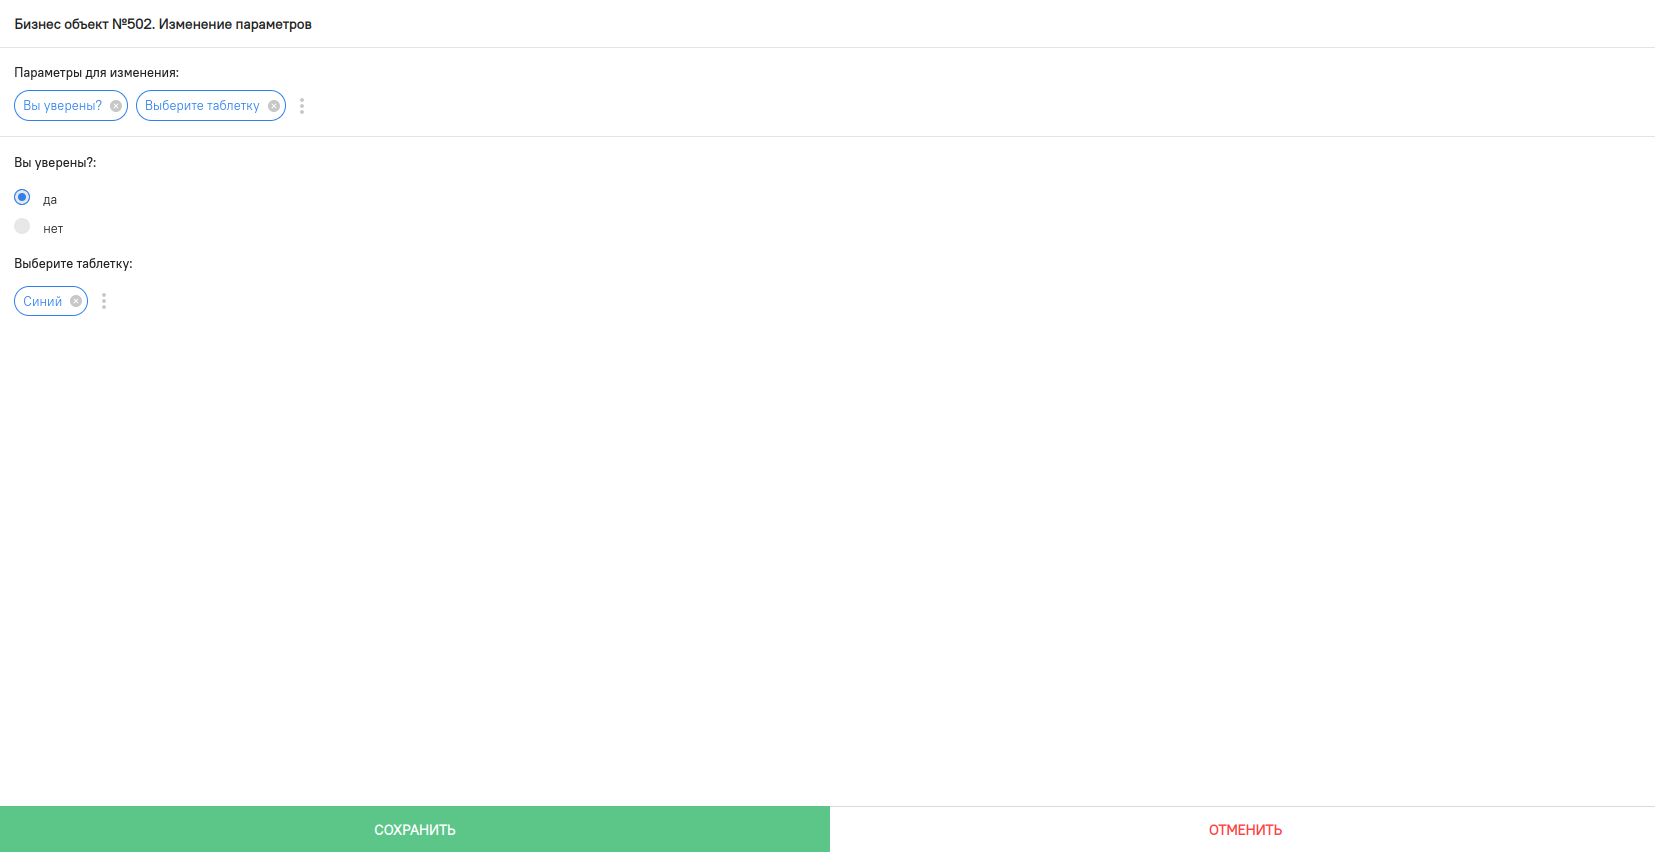 Бизнес объект №502. Изменение параметров
Параметры для изменения:
Вы уверены? Выберите таблетку
Вы уверены?:
да
нет
Выберите таблетку:
Синий
СОХРАНИТЬ ОТМЕНИТЬ